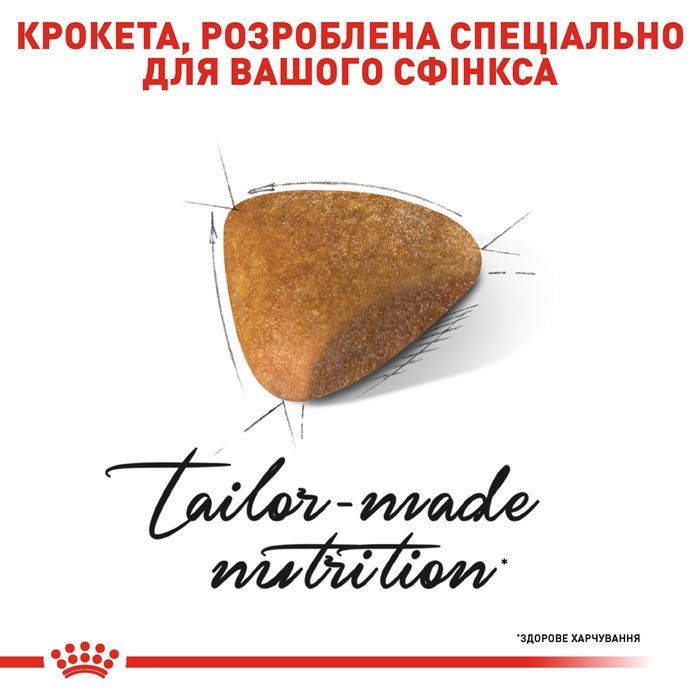 КРОКЕТА, РОЗРОБЛЕНА СПЕЦІАЛЬНО
ДЛЯ ВАШОГО СФІНКСА
Tailor-made
nutrition*
*ЗДОРОВЕ ХАРЧУВАННЯ